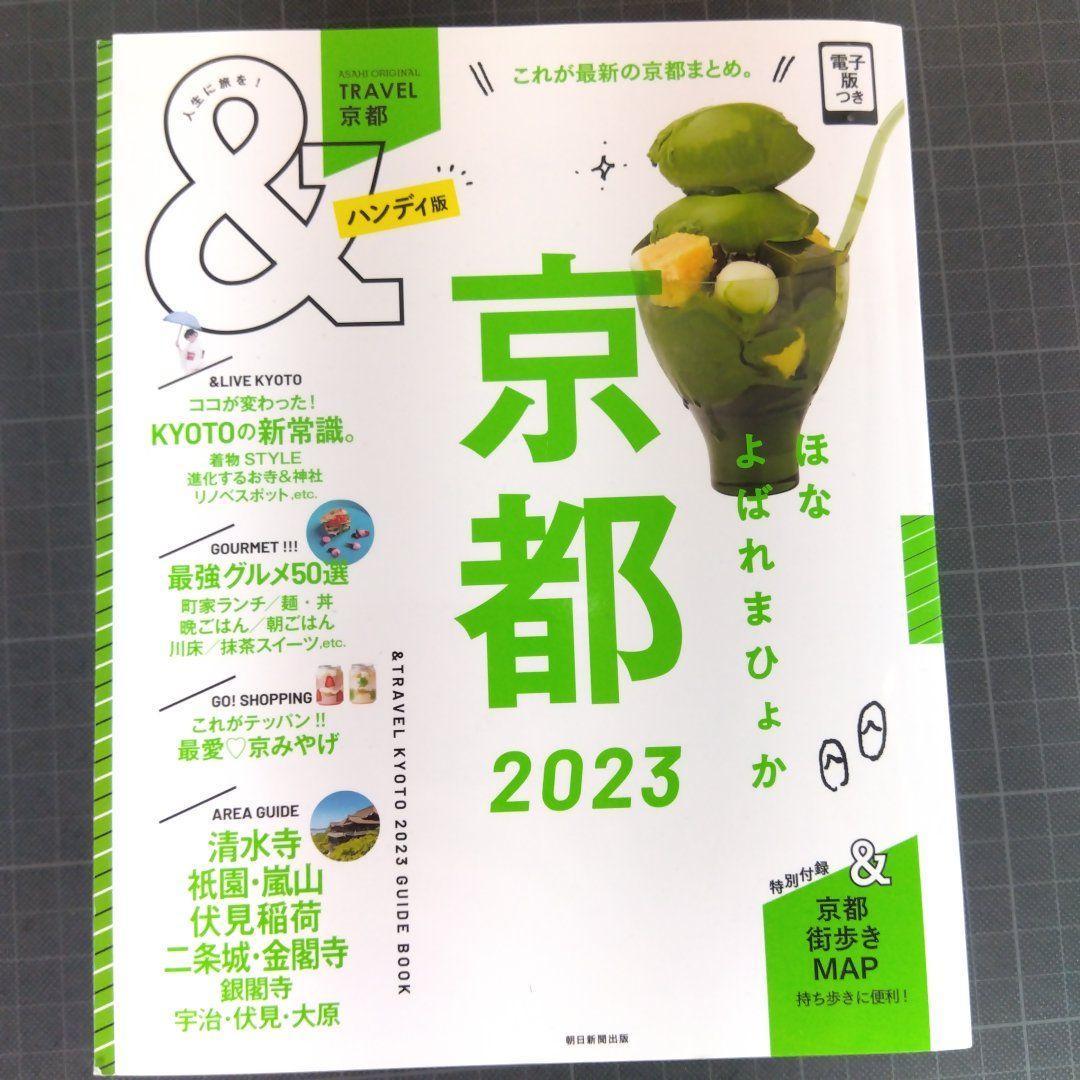 人生に旅を！
&
ASAHI ORIGINAL
TRAVEL
京都
ハンディ版
これが最新の京都まとめ。
電子
版
つき
京都
2023
ほな
よばれまひょか
&LIVE KYOTO
ココが変わった！
KYOTOの新常識。
着物 STYLE
進化するお寺&神社
リノベスポット,etc.
GOURMET !!!
最強グルメ50選
町家ランチ／麺・丼
晩ごはん／朝ごはん
川床／抹茶スイーツ,etc.
GO! SHOPPING
これがテッパン!!
最愛♡京みやげ
AREA GUIDE
清水寺
祇園・嵐山
伏見稲荷
二条城・金閣寺
銀閣寺
宇治・伏見・大原
&TRAVEL KYOTO 2023 GUIDE BOOK
特別付録
&
京都
街歩き
MAP
持ち歩きに便利！
朝日新聞出版